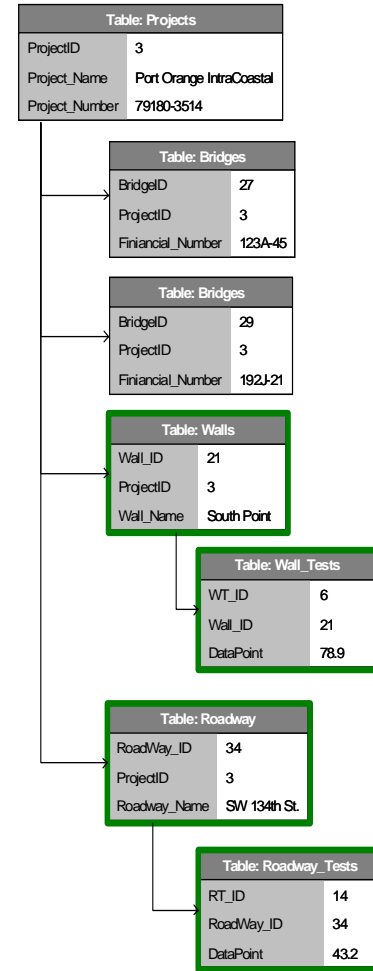 Table: Projects
ProjectID 3
Project_Name Port Orange IntraCoastal
Project_Number 79180-3514
Table: Bridges
BridgeID 27
ProjectID 3
Finiancial_Number 123A-45
Table: Bridges
BridgeID 29
ProjectID 3
Finiancial_Number 192J-21
Table: Walls
Wall_ID 21
ProjectID 3
Wall_Name South Point
Table: Wall_Tests
WT_ID 6
Wall_ID 21
DataPoint 78.9
Table: Roadway
RoadWay_ID 34
ProjectID 3
Roadway_Name SW 134th St.
Table: Roadway_Tests
RT_ID 14
RoadWay_ID 34
DataPoint 43.2